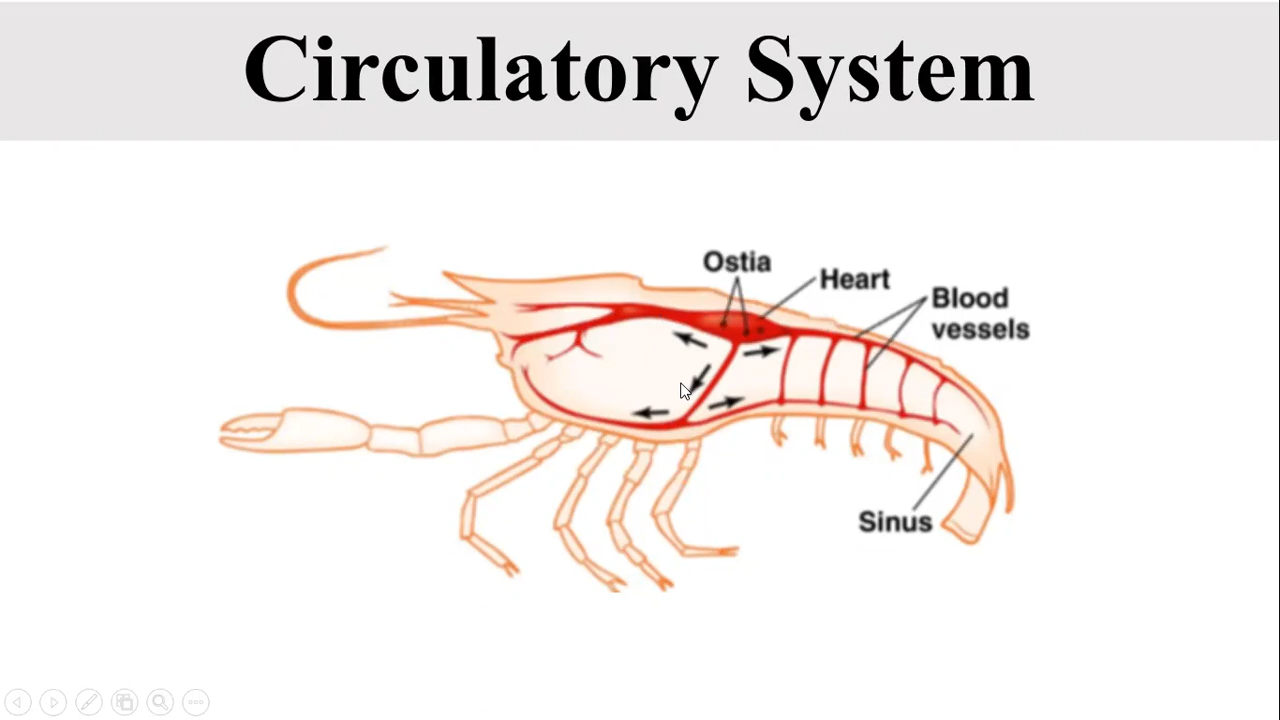 Circulatory System
Ostia
Heart
Blood
vessels
Sinus